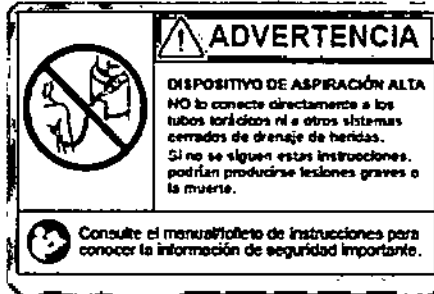 ADVERTENCIA
DISPOSITIVO DE ASPIRACIÓN ALTA
NO lo conecte directamente a los
tubos torácicos ni a otros sistemas
cerrados de drenaje de heridas.
Si no se siguen estas instrucciones,
podrían producirse lesiones graves o
la muerte.
Consulte el manual/folleto de instrucciones para
conocer la información de seguridad importante.